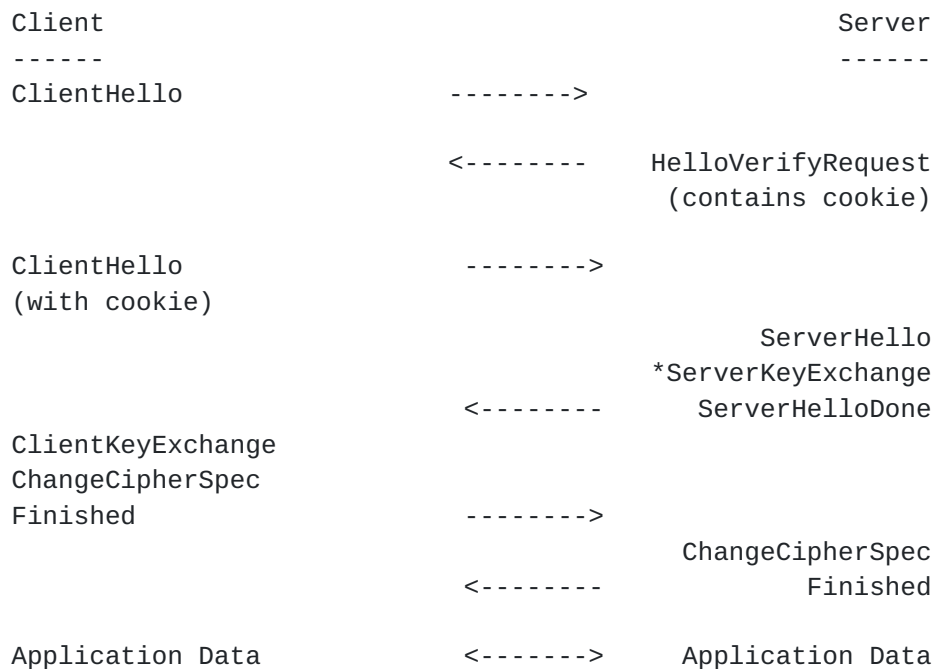 Client                                               Server
------                                               ------
ClientHello                 -------->
                            <--------    HelloVerifyRequest
                                          (contains cookie)
ClientHello                  -------->
(with cookie)
                                                ServerHello
                                         *ServerKeyExchange
                             <--------      ServerHelloDone
ClientKeyExchange
ChangeCipherSpec
Finished                     -------->
                                           ChangeCipherSpec
                             <--------             Finished
Application Data             <------->     Application Data